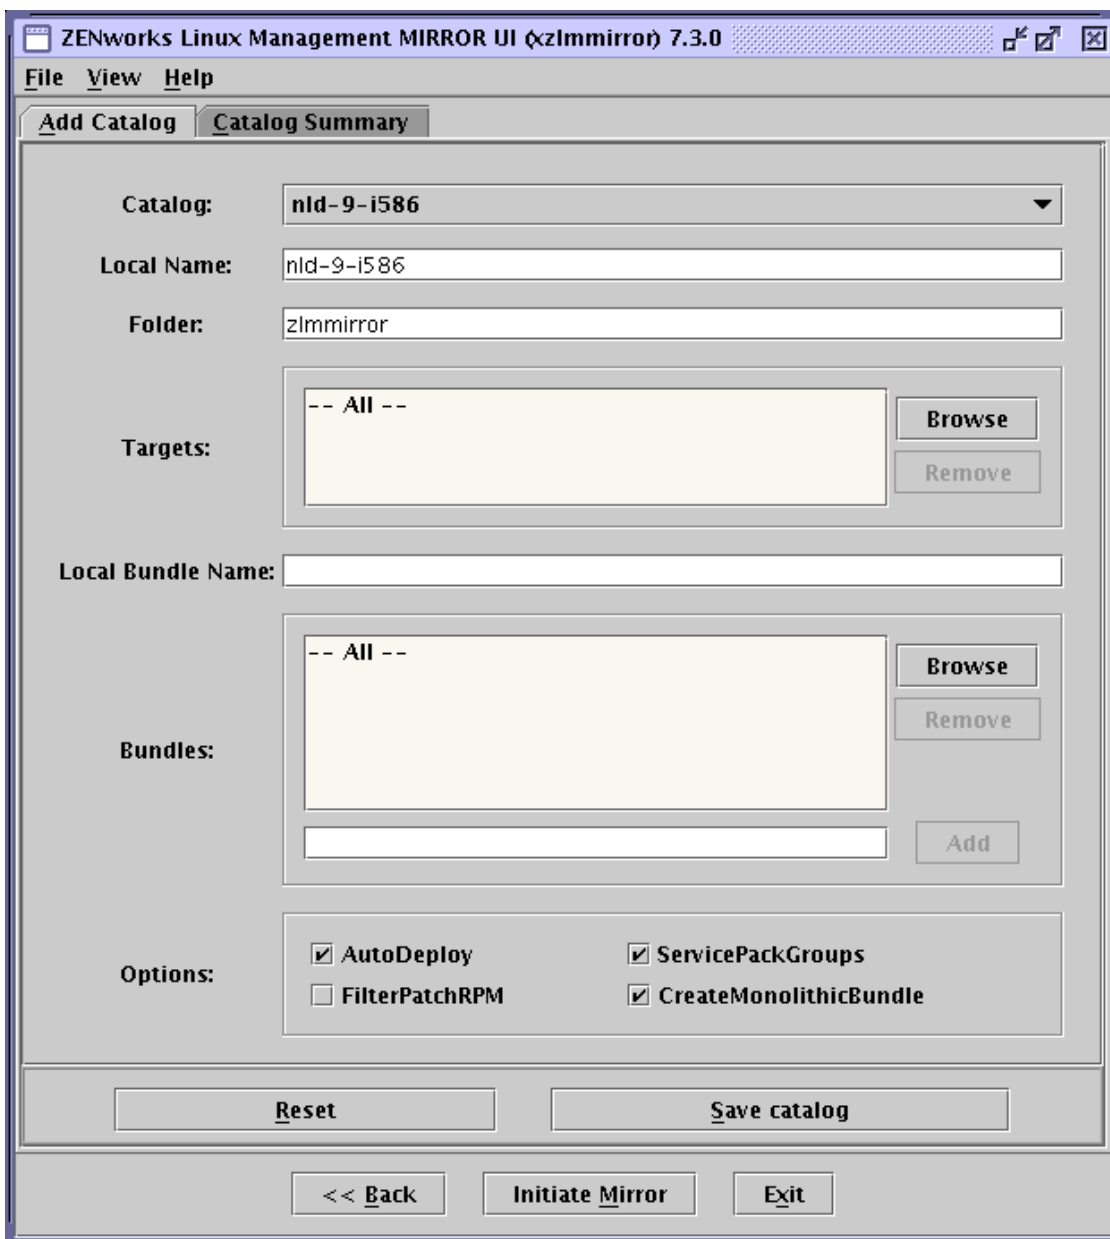 ZENworks Linux Management MIRROR UI (xzlmmirror) 7.3.0
File View Help
Add Catalog Catalog Summary
Catalog: nld-9-i586
Local Name: nld-9-i586
Folder: zlmmirror
Targets: -- All -- Browse
Remove
Local Bundle Name:
Bundles: -- All -- Browse
Remove
Add
Options: AutoDeploy ServicePackGroups
FilterPatchRPM CreateMonolithicBundle
Reset Save catalog
<< Back Initiate Mirror Exit